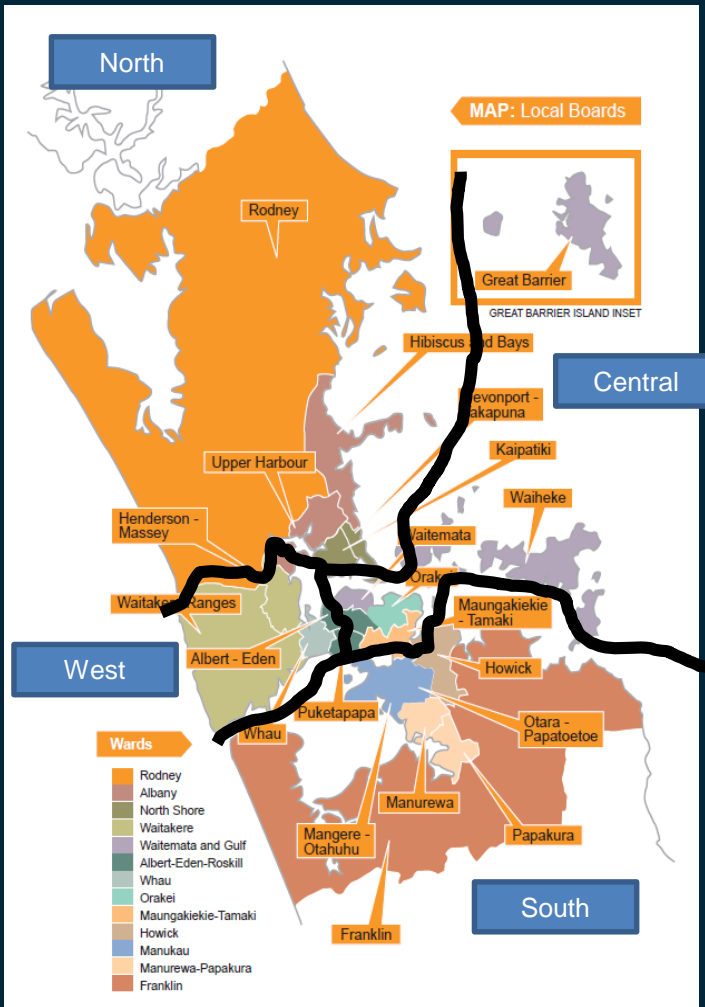 North
MAP: Local Boards
Rodney
Great Barrier
GREAT BARRIER ISLAND INSET
Hibiscus and Bays
Central
evonport -
akapuna
Kaipatiki
Upper Harbour
Waiheke
Henderson -
Massey
Waitemata
Orakei
Waitakere Ranges
Maungakiekie
- Tamaki
Albert - Eden
Howick
West
Puketapapa
Otara -
Papatoetoe
Whau
Wards
Rodney
Albany
North Shore
Waitakere
Waitemata and Gulf
Albert-Eden-Roskill
Whau
Orakei
Maungakiekie-Tamaki
Howick
Manukau
Manurewa-Papakura
Franklin
Manurewa
Mangere -
Otahuhu
Papakura
Franklin
South